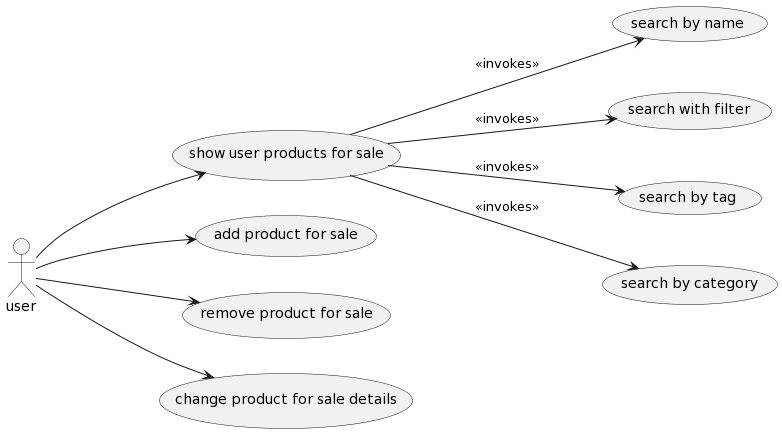 search by name
«invokes»
search with filter
«invokes»
show user products for sale
«invokes»
search by tag
«invokes»
add product for sale
search by category
user
remove product for sale
change product for sale details